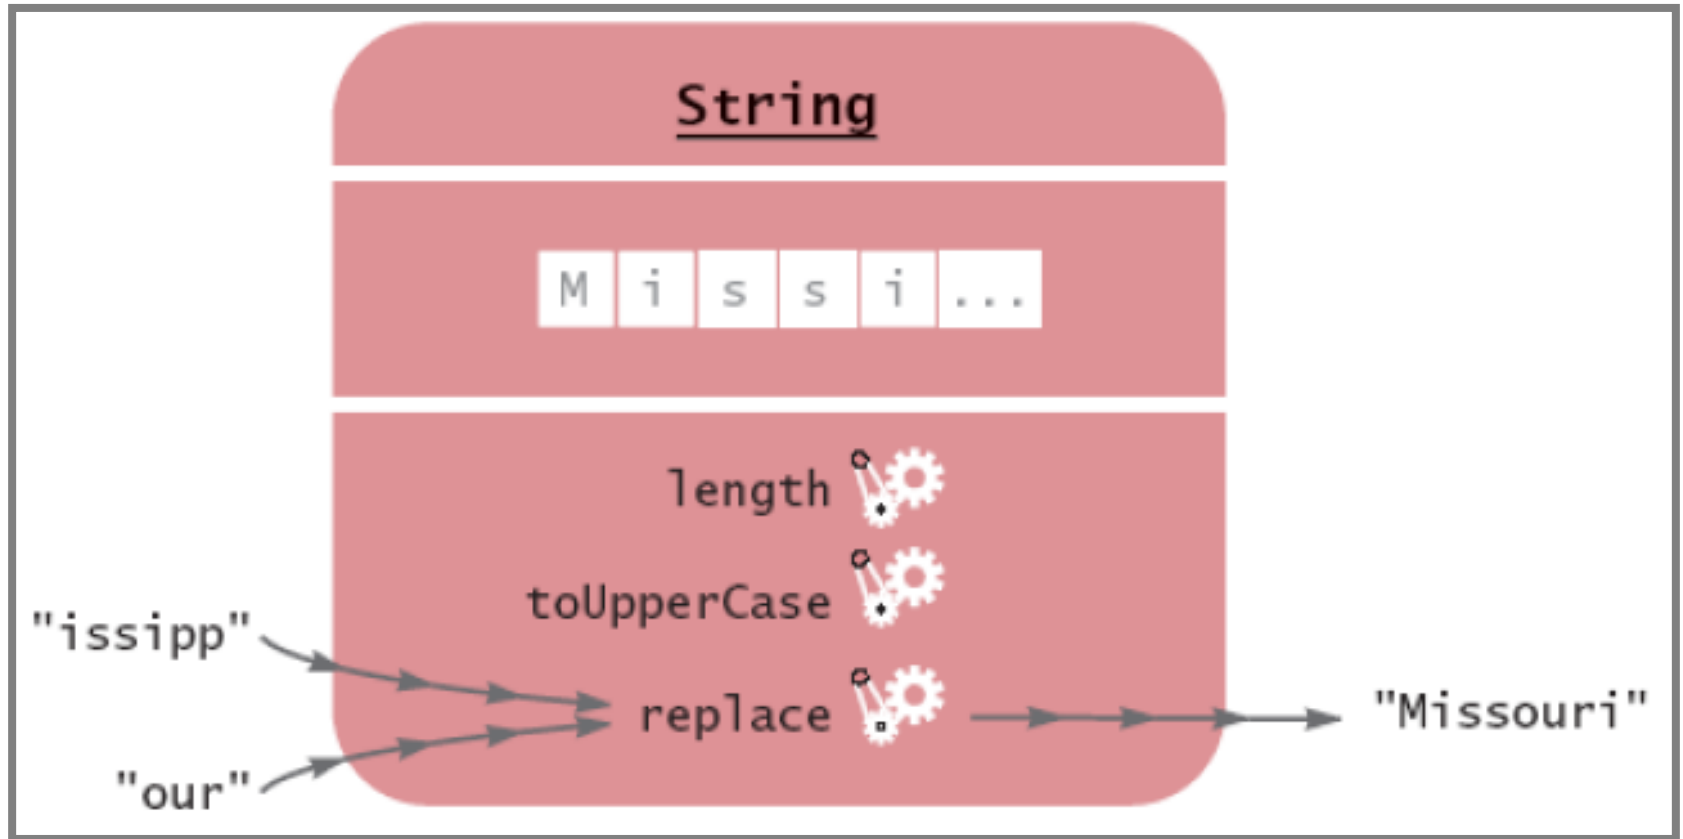 String
M i s s i ...
length
toUpperCase
"issipp"
replace
"Missouri"
"our"